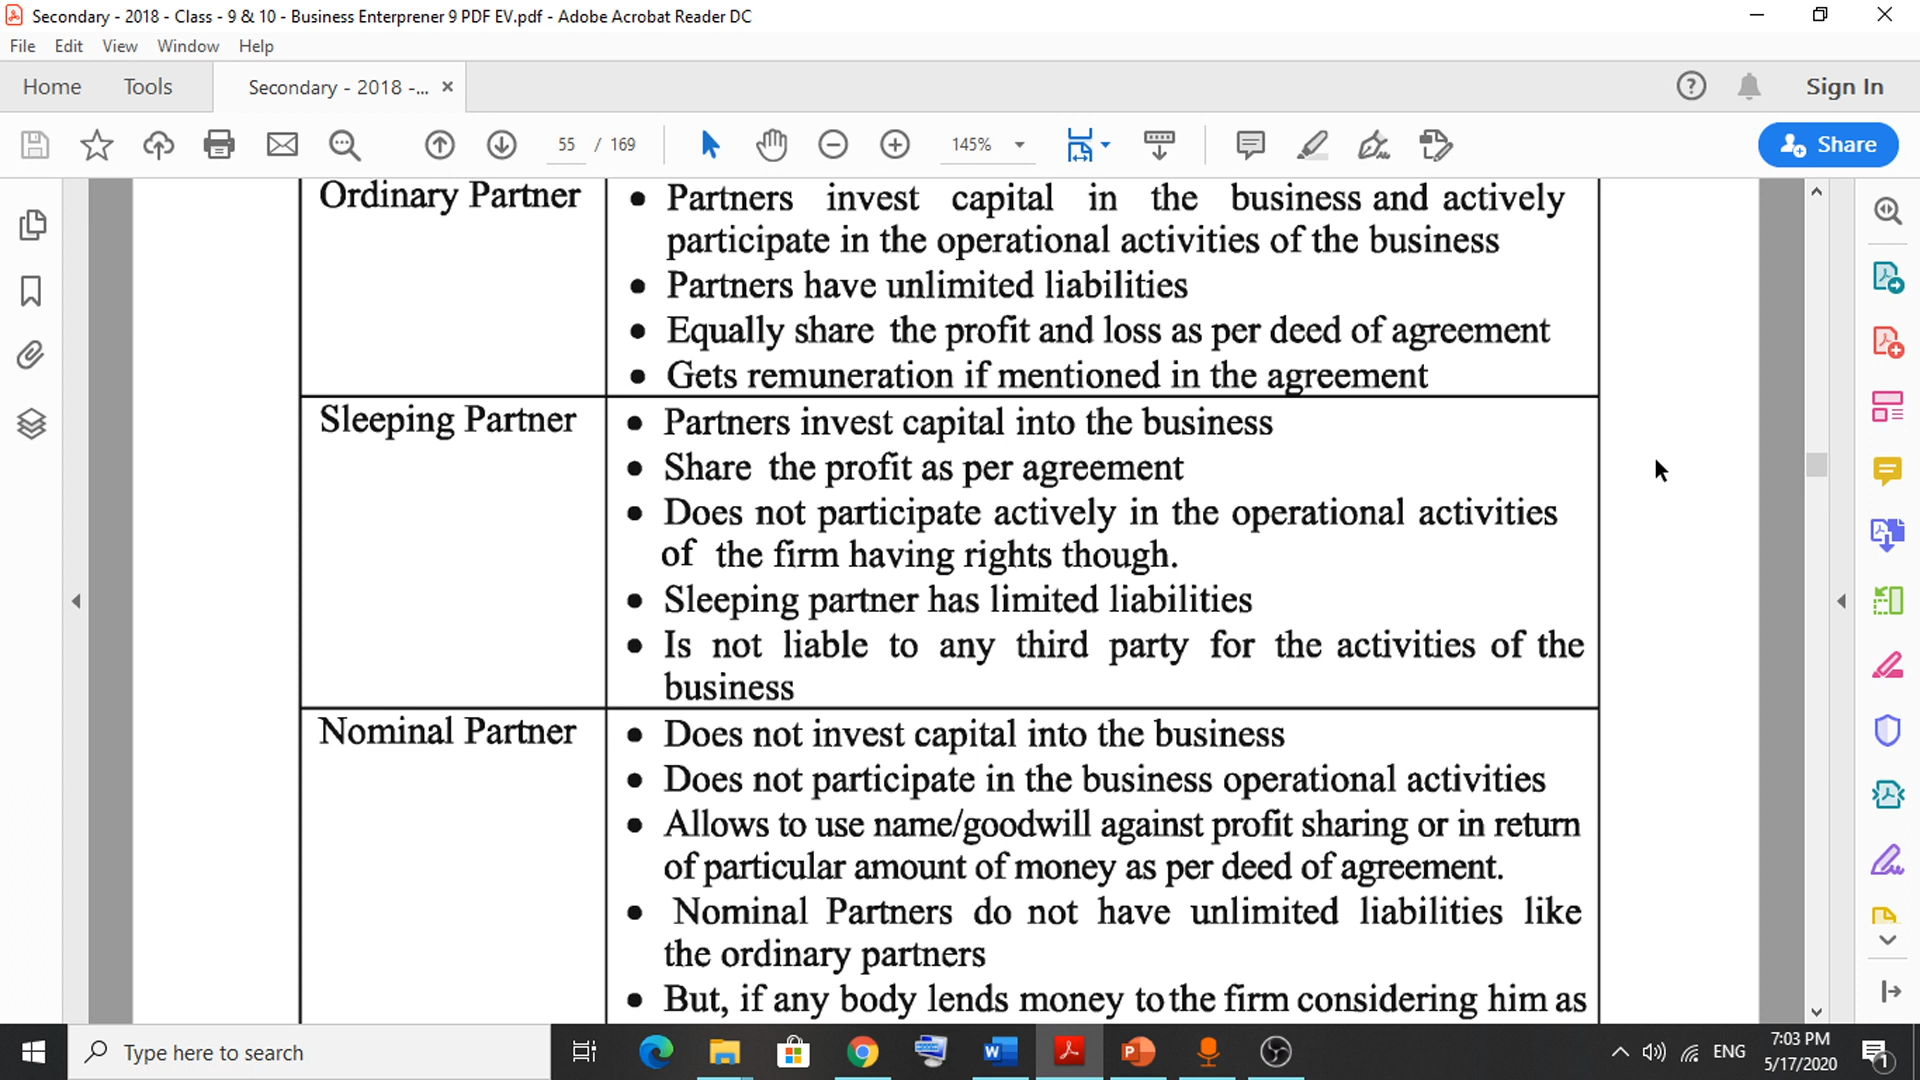 Secondary - 2018 - Class - 9 & 10 - Business Enterprener 9 PDF EV.pdf - Adobe Acrobat Reader DC
File Edit View Window Help
Home Tools Secondary - 2018 -... × Sign In
55 / 169 145% Share
Ordinary Partner
• Partners invest capital in the business and actively
participate in the operational activities of the business
• Partners have unlimited liabilities
• Equally share the profit and loss as per deed of agreement
• Gets remuneration if mentioned in the agreement
Sleeping Partner
• Partners invest capital into the business
• Share the profit as per agreement
• Does not participate actively in the operational activities
of the firm having rights though.
• Sleeping partner has limited liabilities
• Is not liable to any third party for the activities of the
business
Nominal Partner
• Does not invest capital into the business
• Does not participate in the business operational activities
• Allows to use name/goodwill against profit sharing or in return
of particular amount of money as per deed of agreement.
• Nominal Partners do not have unlimited liabilities like
the ordinary partners
• But, if any body lends money to the firm considering him as
Type here to search
ENG
7:03 PM
5/17/2020
1